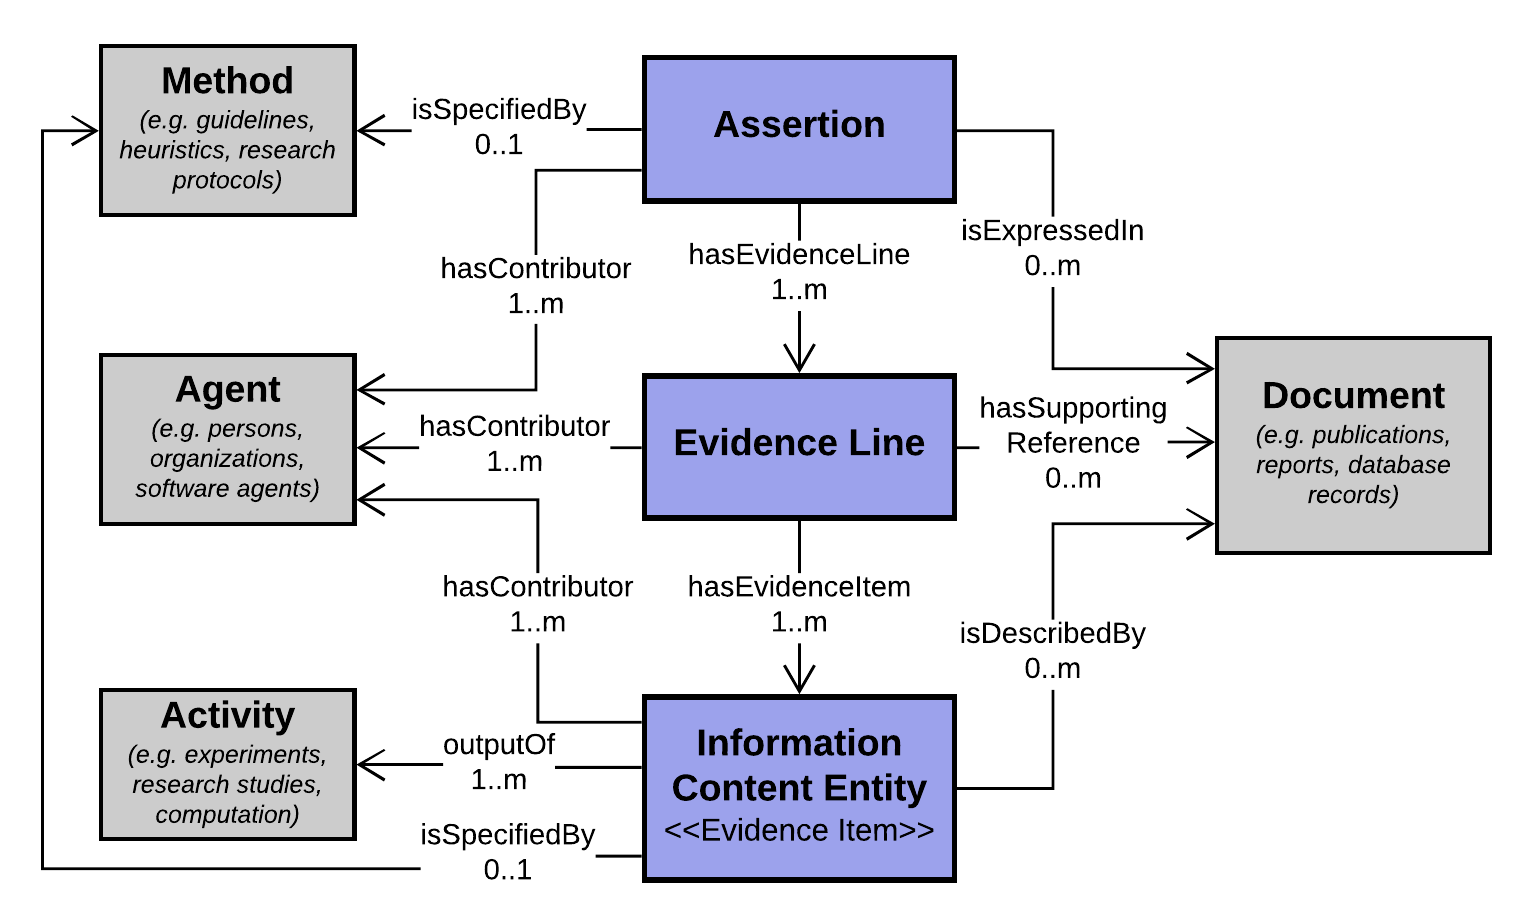 Method
(e.g. guidelines,
heuristics, research
protocols)
isSpecifiedBy
0..1
Assertion
hasContributor
1..m
hasEvidenceLine
1..m
isExpressedIn
0..m
Agent
(e.g. persons,
organizations,
software agents)
hasContributor
1..m
Evidence Line
hasSupporting
Reference
0..m
Document
(e.g. publications,
reports, database
records)
hasContributor
1..m
hasEvidenceItem
1..m
isDescribedBy
0..m
Activity
(e.g. experiments,
research studies,
computation)
outputOf
1..m
isSpecifiedBy
0..1
Information
Content Entity
<<Evidence Item>>